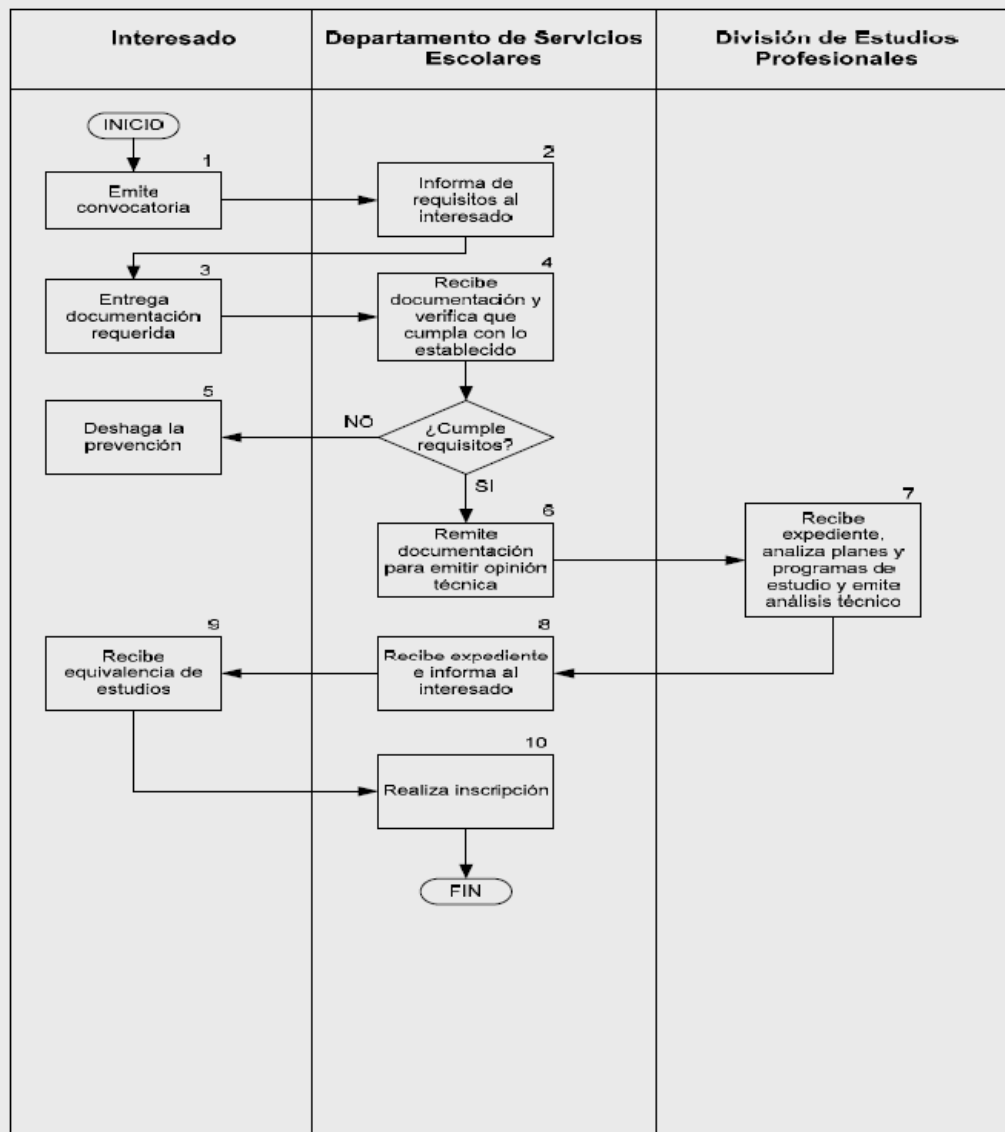 Interesado
Departamento de Servicios
Escolares
División de Estudios
Profesionales
INICIO
1
Emite
convocatoria
2
Informa de
requisitos al
interesado
3
Entrega
documentación
requerida
4
Recibe
documentación y
verifica que
cumpla con lo
establecido
5
Deshaga la
prevención
NO
¿Cumple
requisitos?
SI
6
Remite
documentación
para emitir opinión
técnica
7
Recibe
expediente,
analiza planes y
programas de
estudio y emite
análisis técnico
8
Recibe expediente
e informa al
interesado
9
Recibe
equivalencia de
estudios
10
Realiza inscripción
FIN